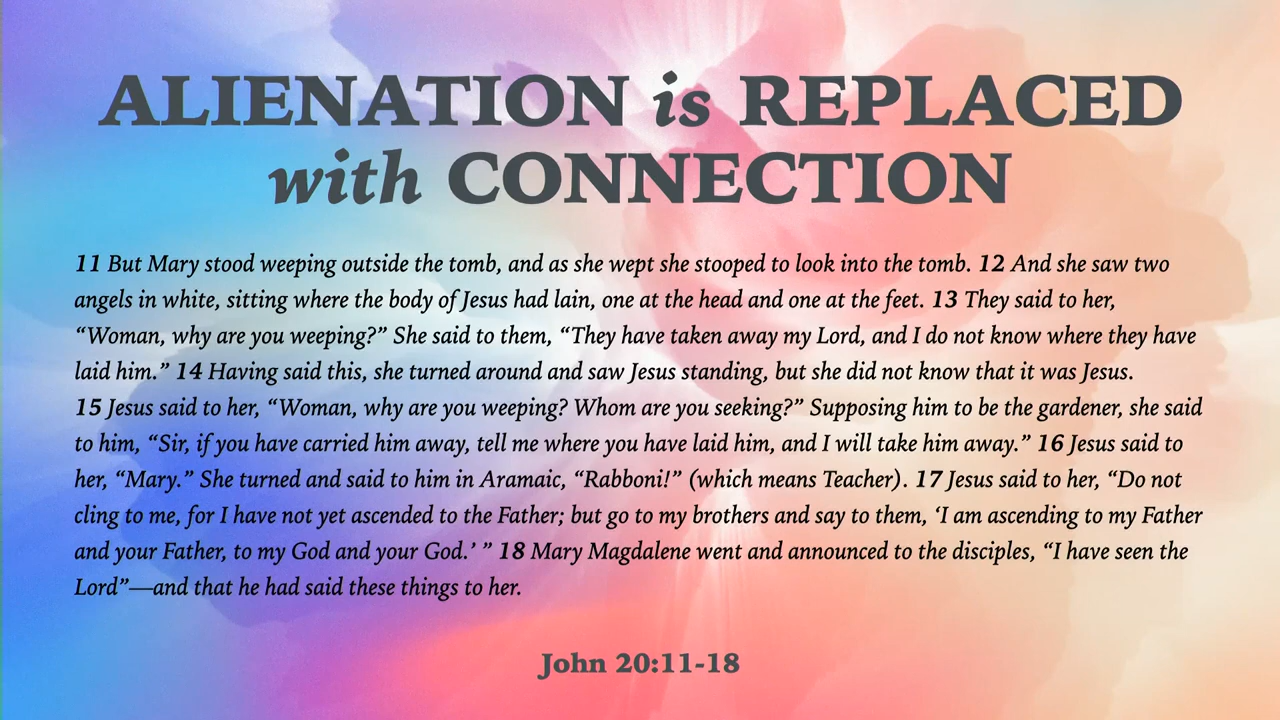 ALIENATION is REPLACED
with CONNECTION
11 But Mary stood weeping outside the tomb, and as she wept she stooped to look into the tomb. 12 And she saw two
angels in white, sitting where the body of Jesus had lain, one at the head and one at the feet. 13 They said to her,
“Woman, why are you weeping?” She said to them, “They have taken away my Lord, and I do not know where they have
laid him.” 14 Having said this, she turned around and saw Jesus standing, but she did not know that it was Jesus.
15 Jesus said to her, “Woman, why are you weeping? Whom are you seeking?” Supposing him to be the gardener, she said
to him, “Sir, if you have carried him away, tell me where you have laid him, and I will take him away.” 16 Jesus said to
her, “Mary.” She turned and said to him in Aramaic, “Rabboni!” (which means Teacher). 17 Jesus said to her, “Do not
cling to me, for I have not yet ascended to the Father; but go to my brothers and say to them, ‘I am ascending to my Father
and your Father, to my God and your God.’ ” 18 Mary Magdalene went and announced to the disciples, “I have seen the
Lord”—and that he had said these things to her.
John 20:11-18